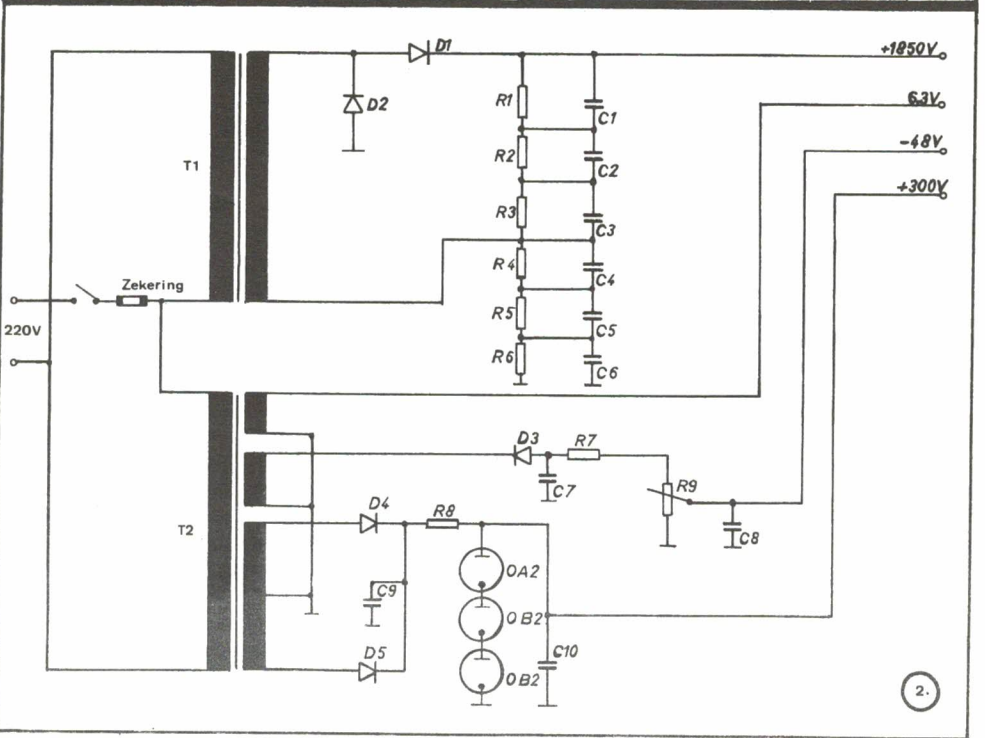 D1
+1850V
D2
R1
C1
6.3V
T1
R2
C2
-48V
R3
C3
+300V
R4
C4
Zekering
R5
C5
220V
R6
C6
D3
R7
C7
R9
C8
T2
D4
R8
C9
OA2
OB2
D5
OB2
C10
2.